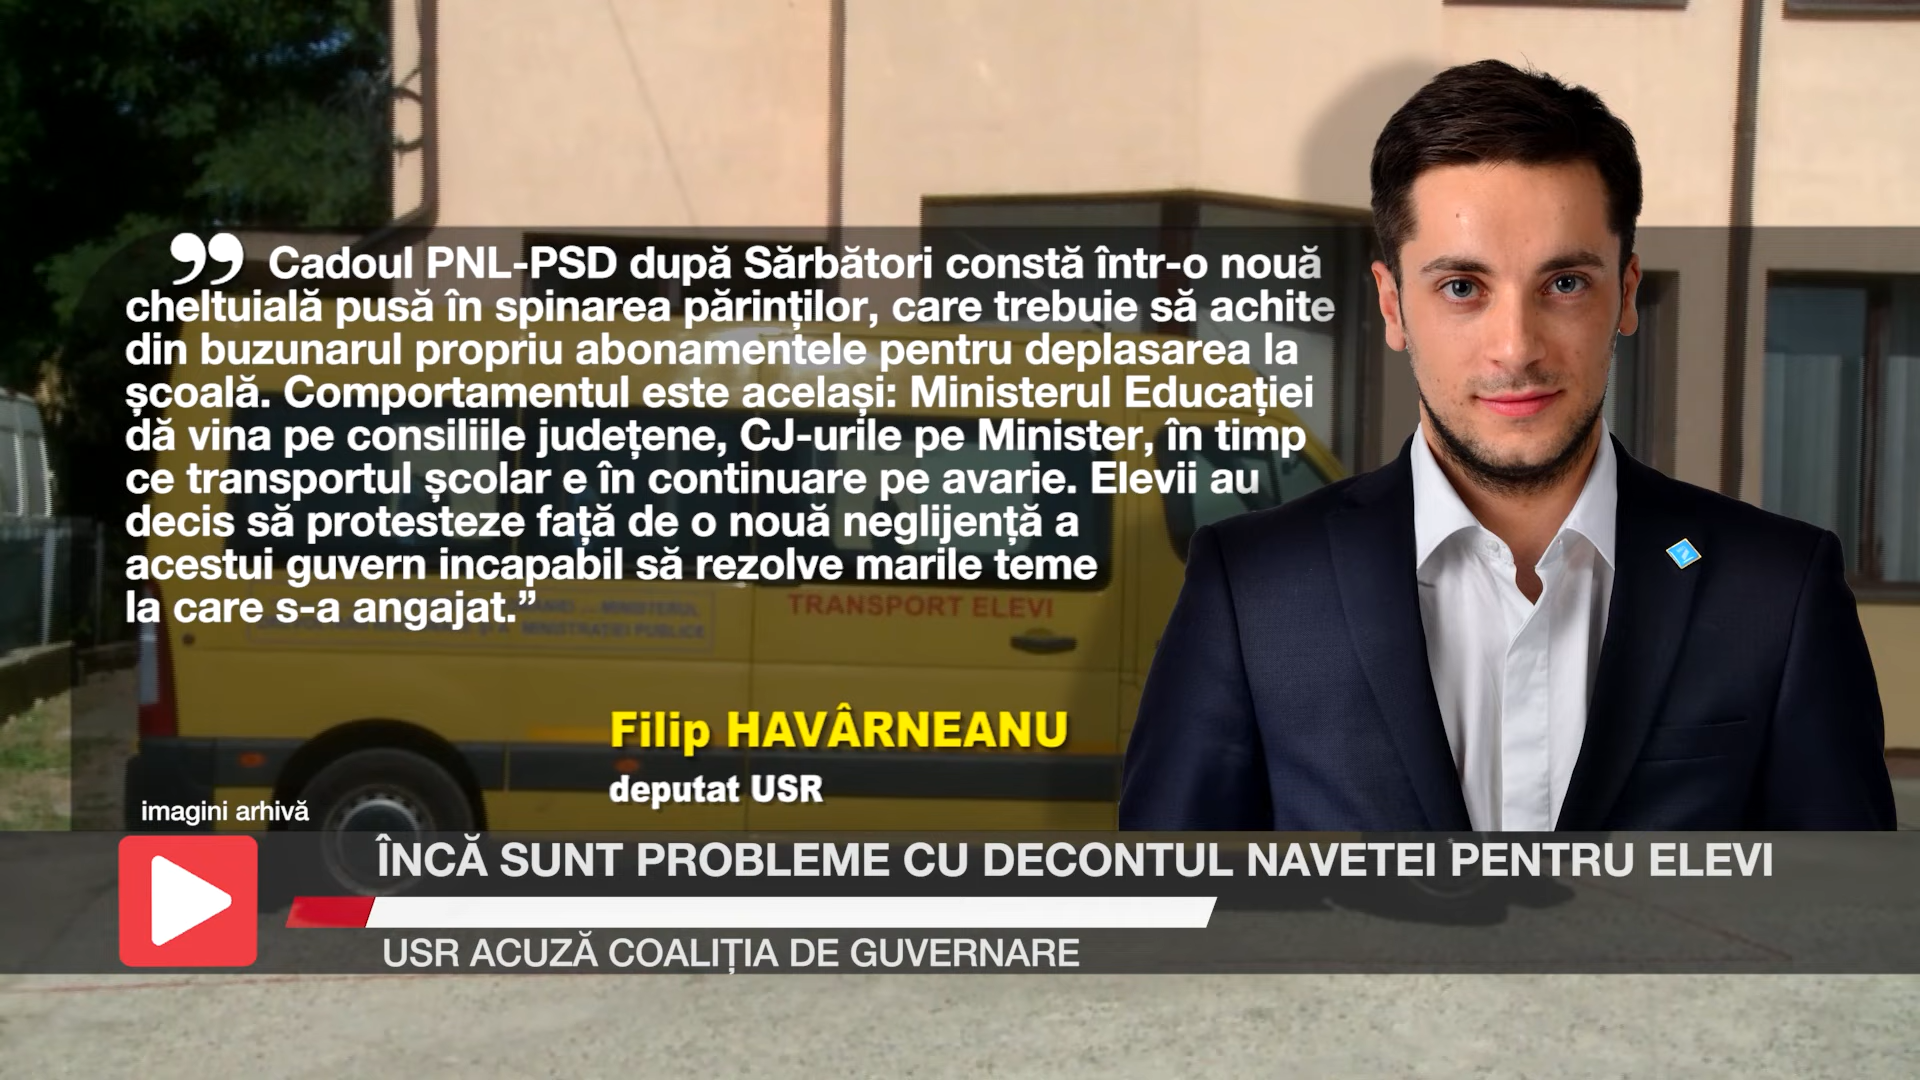 ” Cadoul PNL-PSD după Sărbători constă într-o nouă
cheltuială pusă în spinarea părinților, care trebuie să achite
din buzunarul propriu abonamentele pentru deplasarea la
școală. Comportamentul este același: Ministerul Educației
dă vina pe consiliile județene, CJ-urile pe Minister, în timp
ce transportul școlar e în continuare pe avarie. Elevii au
decis să protesteze față de o nouă neglijență a
acestui guvern incapabil să rezolve marile teme
la care s-a angajat.”
MINISTERUL
ADMINISTRAȚIEI PUBLICE
TRANSPORT ELEVI
Filip HAVÂRNEANU
deputat USR
imagini arhivă
ÎNCĂ SUNT PROBLEME CU DECONTUL NAVETEI PENTRU ELEVI
USR ACUZĂ COALIȚIA DE GUVERNARE